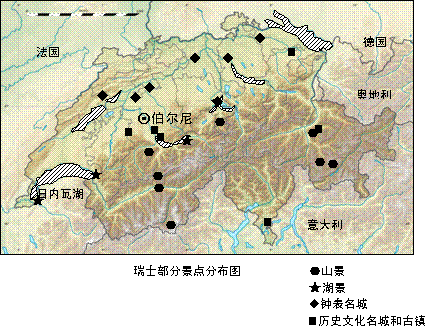 法国
德国
奥地利
伯尔尼
日内瓦湖
意大利
瑞士部分景点分布图
山景
湖景
钟表名城
历史文化名城和古镇